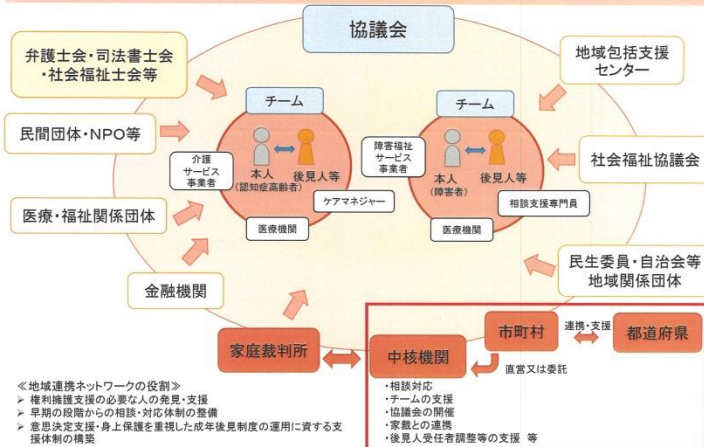 協議会
弁護士会・司法書士会
・社会福祉士会等
地域包括支援
センター
チーム
チーム
民間団体・NPO等
介護
サービス
事業者
本人
(認知症高齢者)
後見人等
障害福祉
サービス
事業者
本人
(障害者)
後見人等
社会福祉協議会
ケアマネジャー
相談支援専門員
医療・福祉関係団体
医療機関
医療機関
民生委員・自治会等
地域関係団体
金融機関
家庭裁判所
中核機関
市町村
連携・支援
都道府県
直営又は委託
≪地域連携ネットワークの役割≫
➢ 権利擁護支援の必要な人の発見・支援
➢ 早期の段階からの相談・対応体制の整備
➢ 意思決定支援・身上保護を重視した成年後見制度の運用に資する支
援体制の構築
・相談対応
・チームの支援
・協議会の開催
・家裁との連携
・後見人受任者調整等の支援 等